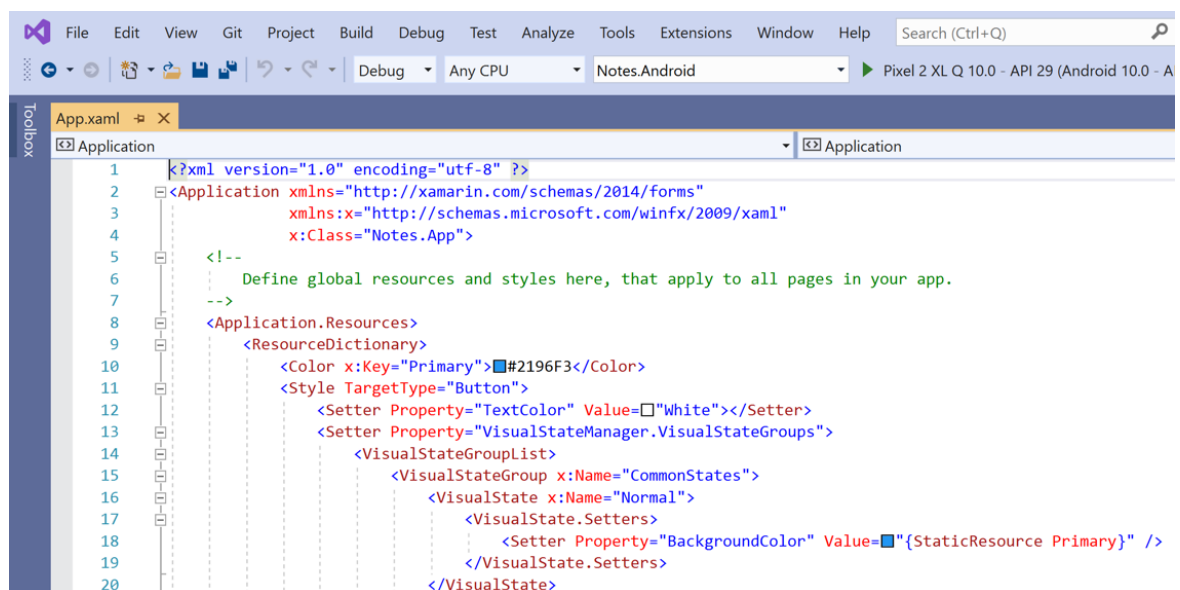 File Edit View Git Project Build Debug Test Analyze Tools Extensions Window Help Search (Ctrl+Q)
Debug Any CPU Notes.Android Pixel 2 XL Q 10.0 - API 29 (Android 10.0 - A
Toolbox
App.xaml
Application Application
1 <?xml version="1.0" encoding="utf-8" ?>
2 <Application xmlns="http://xamarin.com/schemas/2014/forms"
3 xmlns:x="http://schemas.microsoft.com/winfx/2009/xaml"
4 x:Class="Notes.App">
5 <!--
6 Define global resources and styles here, that apply to all pages in your app.
7 -->
8 <Application.Resources>
9 <ResourceDictionary>
10 <Color x:Key="Primary">#2196F3</Color>
11 <Style TargetType="Button">
12 <Setter Property="TextColor" Value="White"></Setter>
13 <Setter Property="VisualStateManager.VisualStateGroups">
14 <VisualStateGroupList>
15 <VisualStateGroup x:Name="CommonStates">
16 <VisualState x:Name="Normal">
17 <VisualState.Setters>
18 <Setter Property="BackgroundColor" Value="{StaticResource Primary}" />
19 </VisualState.Setters>
20 </VisualState>